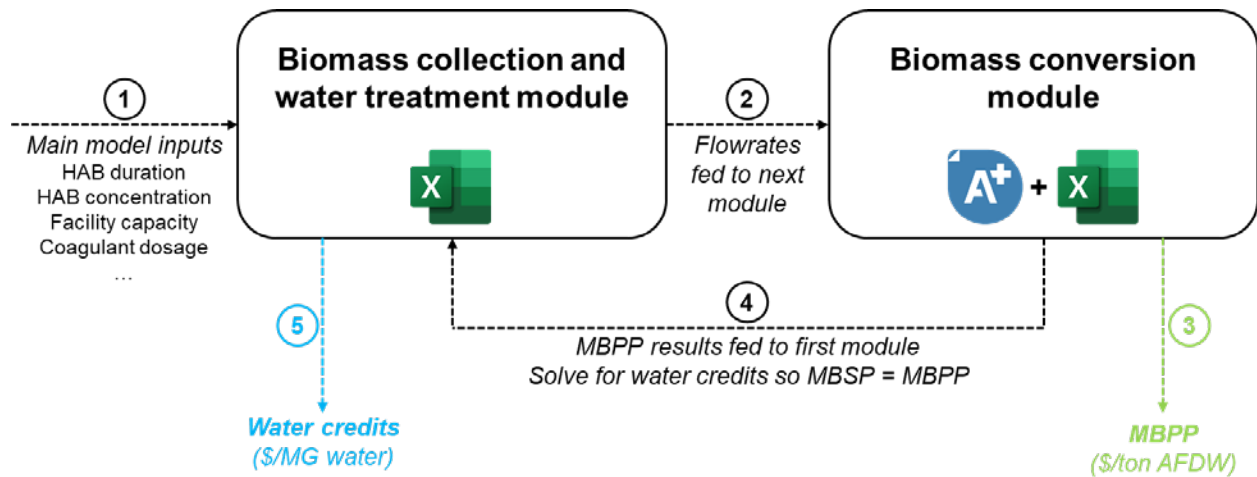 Biomass collection and
water treatment module
Biomass conversion
module
1
Main model inputs
HAB duration
HAB concentration
Facility capacity
Coagulant dosage
...
X
2
Flowrates
fed to next
module
A+
+
X
4
MBPP results fed to first module
Solve for water credits so MBSP = MBPP
5
3
Water credits
($/MG water)
MBPP
($/ton AFDW)